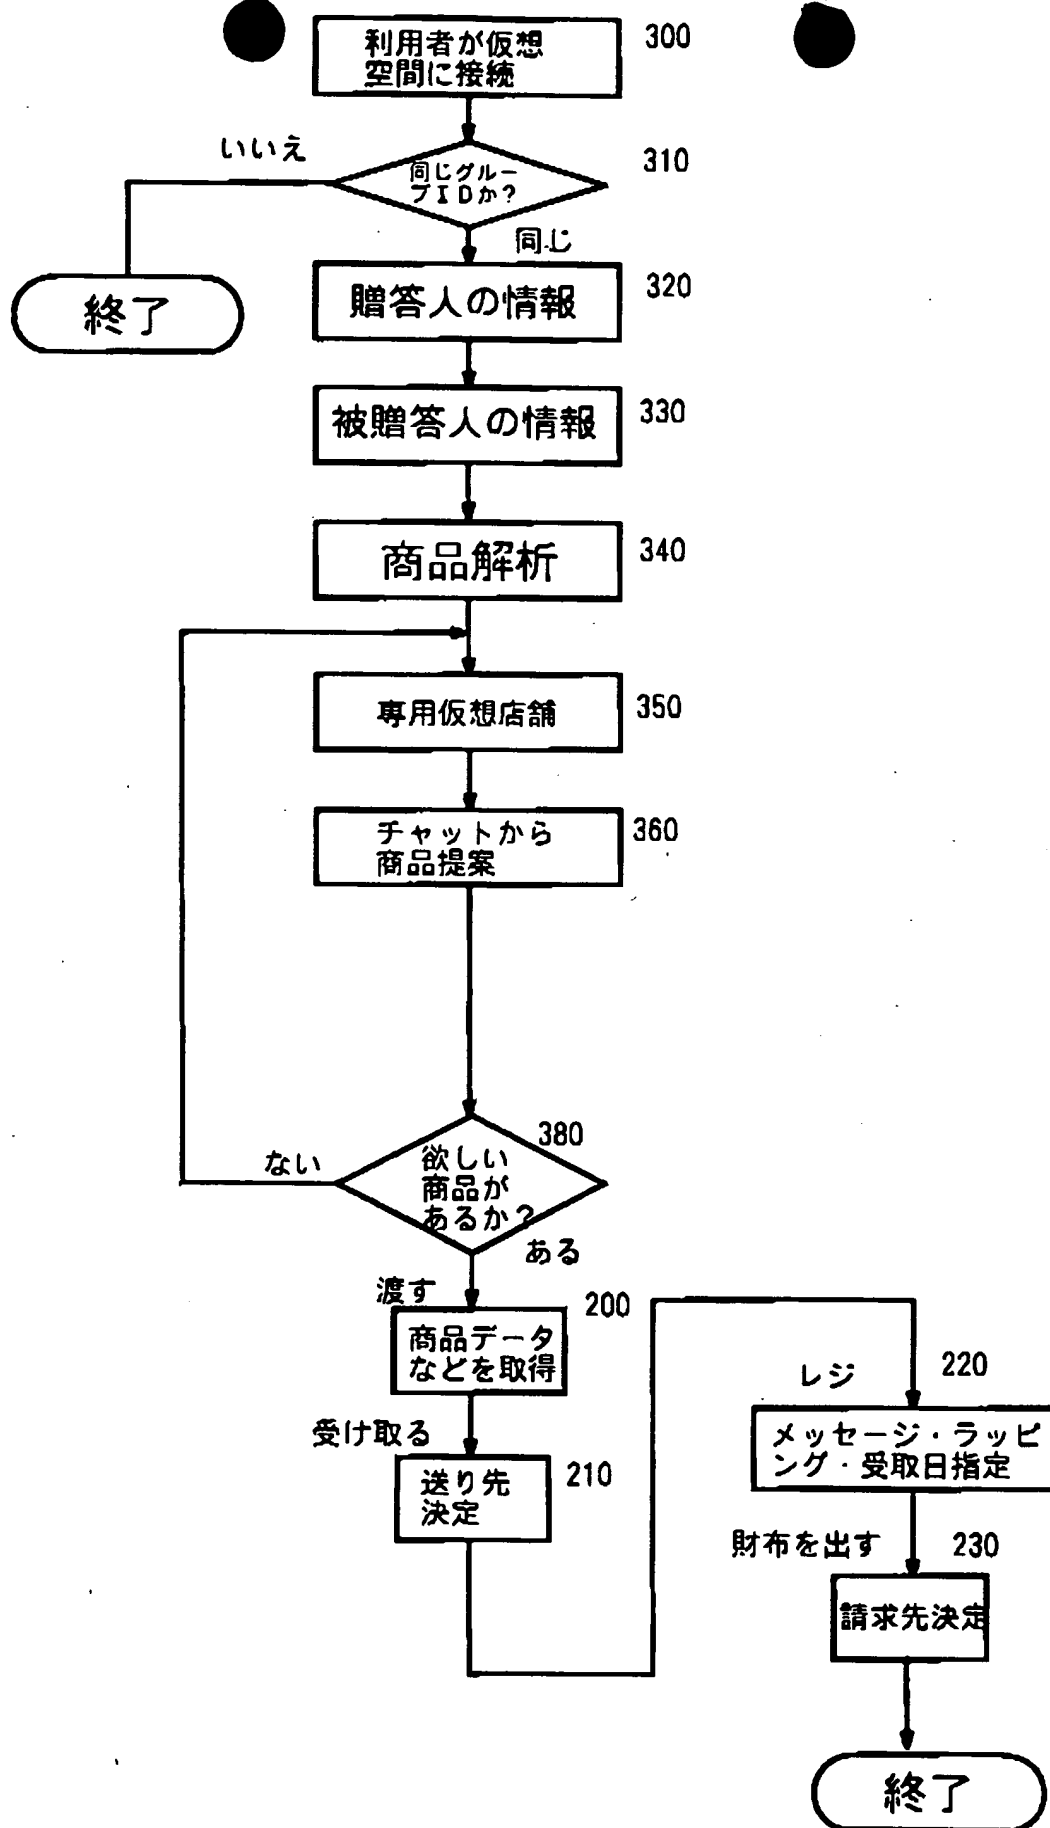 利用者が仮想
空間に接続
300
いいえ
同じグルー
プIDか?
310
同じ
終了
贈答人の情報
320
被贈答人の情報
330
商品解析
340
専用仮想店舗
350
チャットから
商品提案
360
380
ない
欲しい
商品が
あるか?
ある
渡す
200
商品データ
などを取得
受け取る
送り先
決定
210
レジ
220
メッセージ・ラッピ
ング・受取日指定
財布を出す
230
請求先決定
終了